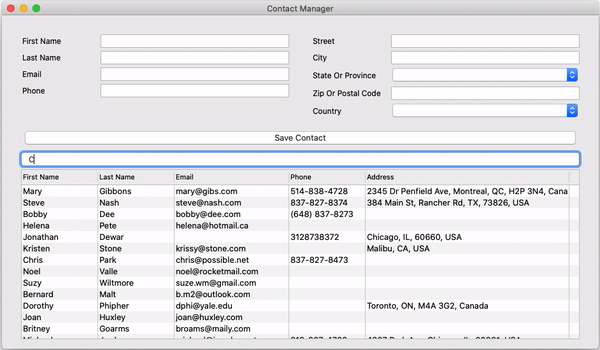 Contact Manager
First Name Street
Last Name City
Email State Or Province
Phone Zip Or Postal Code
Country
Save Contact
C
First Name Last Name Email Phone Address
Mary Gibbons mary@gibs.com 514-838-4728 2345 Dr Penfield Ave, Montreal, QC, H2P 3N4, Cana
Steve Nash steve@nash.com 837-827-8374 384 Main St, Rancher Rd, TX, 73826, USA
Bobby Dee bobby@dee.com (648) 837-8273
Helena Pete helena@hotmail.ca
Jonathan Dewar 3128738372 Chicago, IL, 60660, USA
Kristen Stone krissy@stone.com Malibu, CA, USA
Chris Park chris@possible.net 837-827-8473
Noel Valle noel@rocketmail.com
Suzy Wiltmore suze.wm@gmail.com
Bernard Malt b.m2@outlook.com
Dorothy Phipher dphi@yale.edu Toronto, ON, M4A 3G2, Canada
Joan Huxley joan@huxley.com
Britney Goarms broams@maily.com